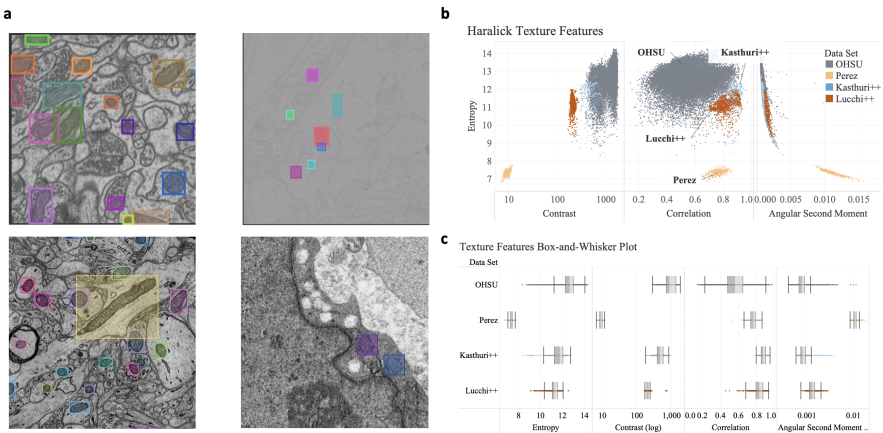 a
b
Haralick Texture Features
Entropy
14
13
12
11
10
9
8
7
OHSU
Kasthuri++
Lucchi++
Perez
Data Set
OHSU
Perez
Kasthuri++
Lucchi++
10 100 1000 0.2 0.4 0.6 0.8 1.0 0.000 0.005 0.010 0.015
Contrast Correlation Angular Second Moment
c
Texture Features Box-and-Whisker Plot
Data Set
OHSU
Perez
Kasthuri++
Lucchi++
8 10 12 14 10 100 1,000 0.0 0.2 0.4 0.6 0.8 1.0 0.001 0.01
Entropy Contrast (log) Correlation Angular Second Moment ..